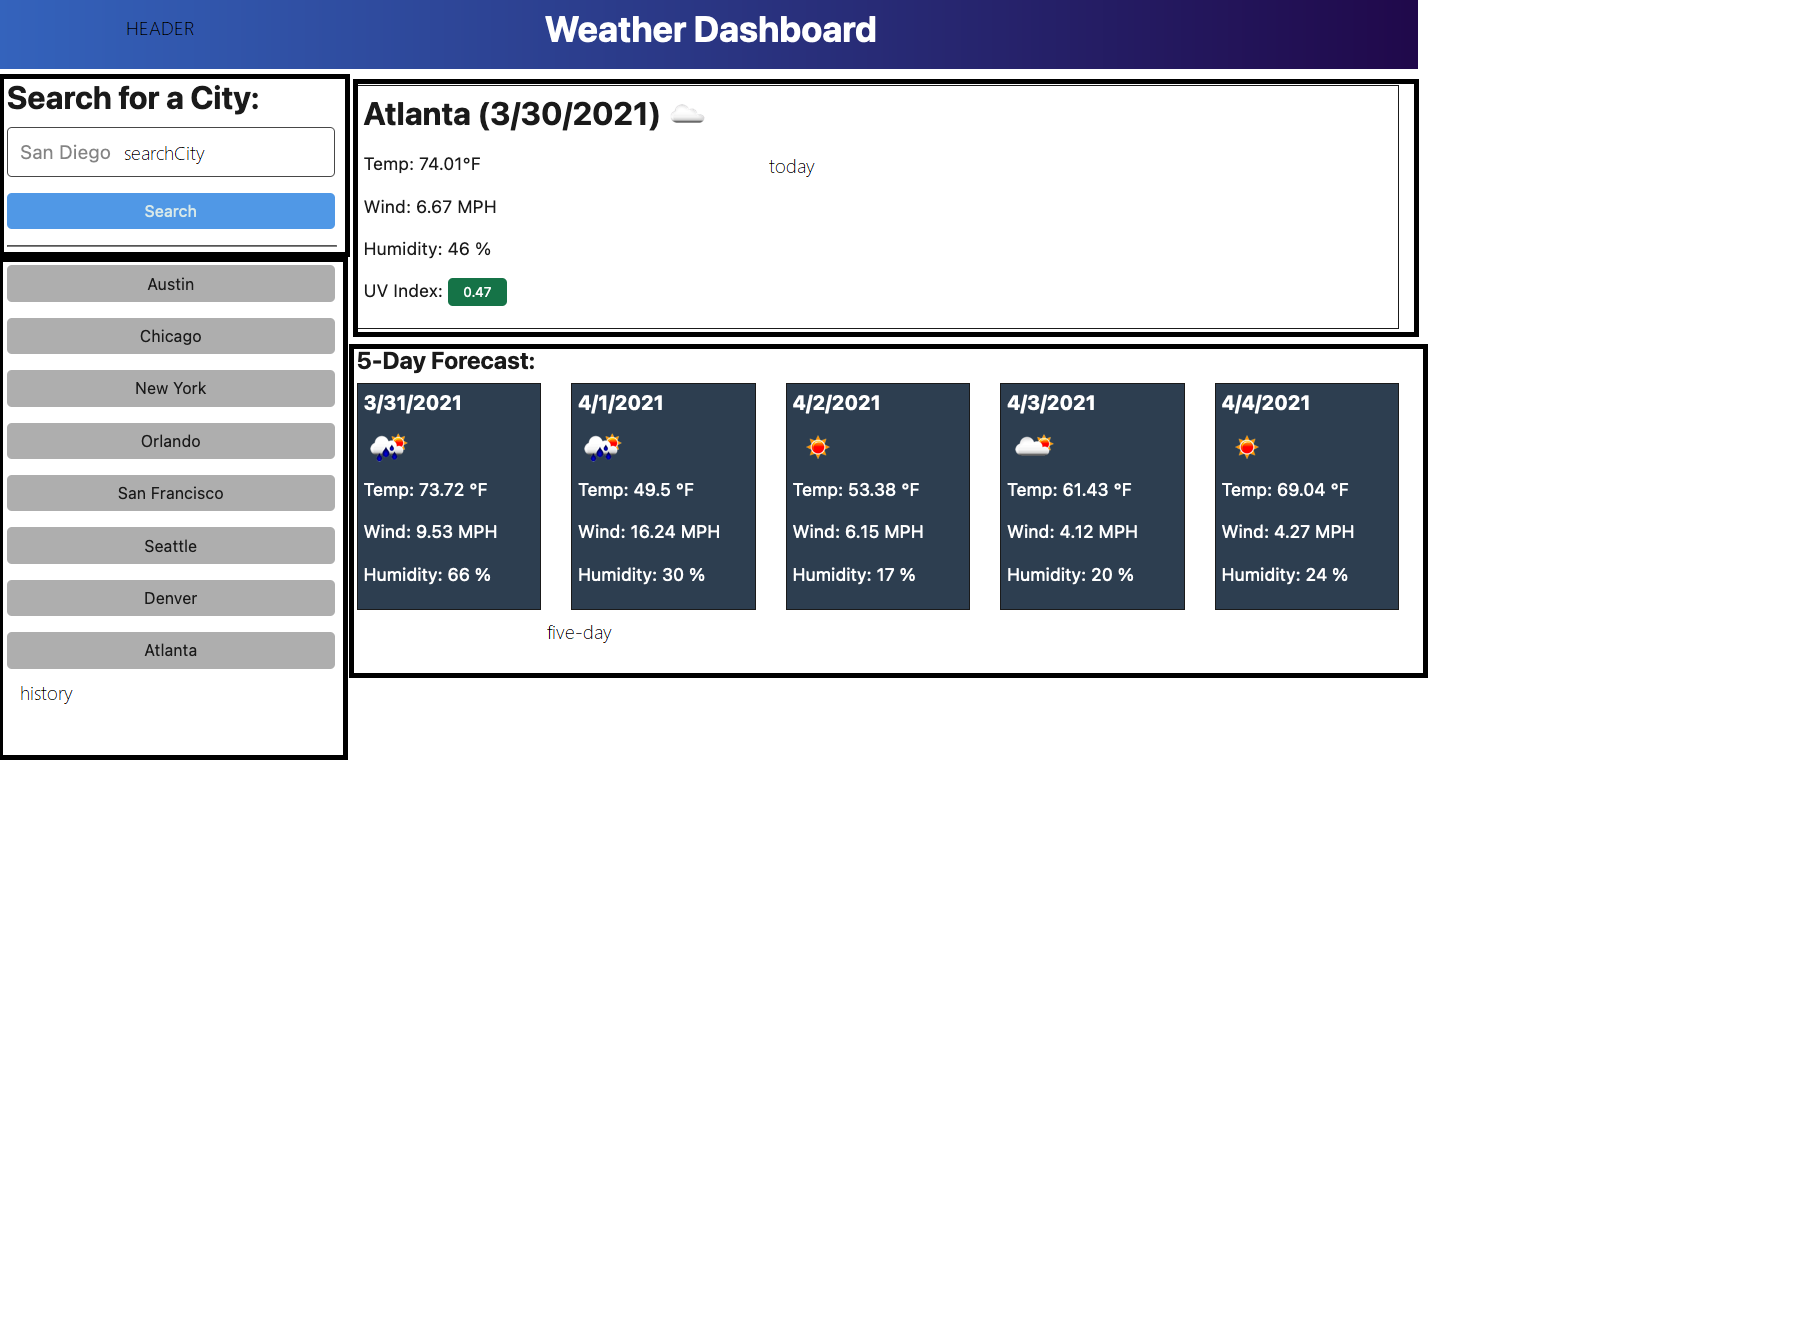 HEADER
Weather Dashboard
Search for a City:
San Diego searchCity
Search
Austin
Chicago
New York
Orlando
San Francisco
Seattle
Denver
Atlanta
history
Atlanta (3/30/2021)
Temp: 74.01°F
today
Wind: 6.67 MPH
Humidity: 46 %
UV Index: 0.47
5-Day Forecast:
3/31/2021
Temp: 73.72 °F
Wind: 9.53 MPH
Humidity: 66 %
4/1/2021
Temp: 49.5 °F
Wind: 16.24 MPH
Humidity: 30 %
4/2/2021
Temp: 53.38 °F
Wind: 6.15 MPH
Humidity: 17 %
4/3/2021
Temp: 61.43 °F
Wind: 4.12 MPH
Humidity: 20 %
4/4/2021
Temp: 69.04 °F
Wind: 4.27 MPH
Humidity: 24 %
five-day